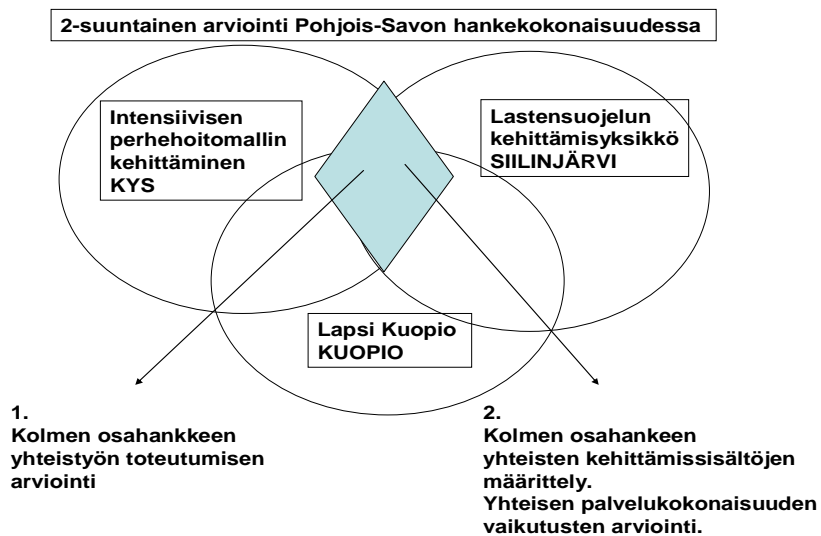 2-suuntainen arviointi Pohjois-Savon hankekokonaisuudessa
Intensiivisen
perhehoitomallin
kehittäminen
KYS
Lastensuojelun
kehittämisyksikkö
SIILINJÄRVI
Lapsi Kuopio
KUOPIO
1.
Kolmen osahankkeen
yhteistyön toteutumisen
arviointi
2.
Kolmen osahankeen
yhteisten kehittämissisältöjen
määrittely.
Yhteisen palvelukokonaisuuden
vaikutusten arviointi.